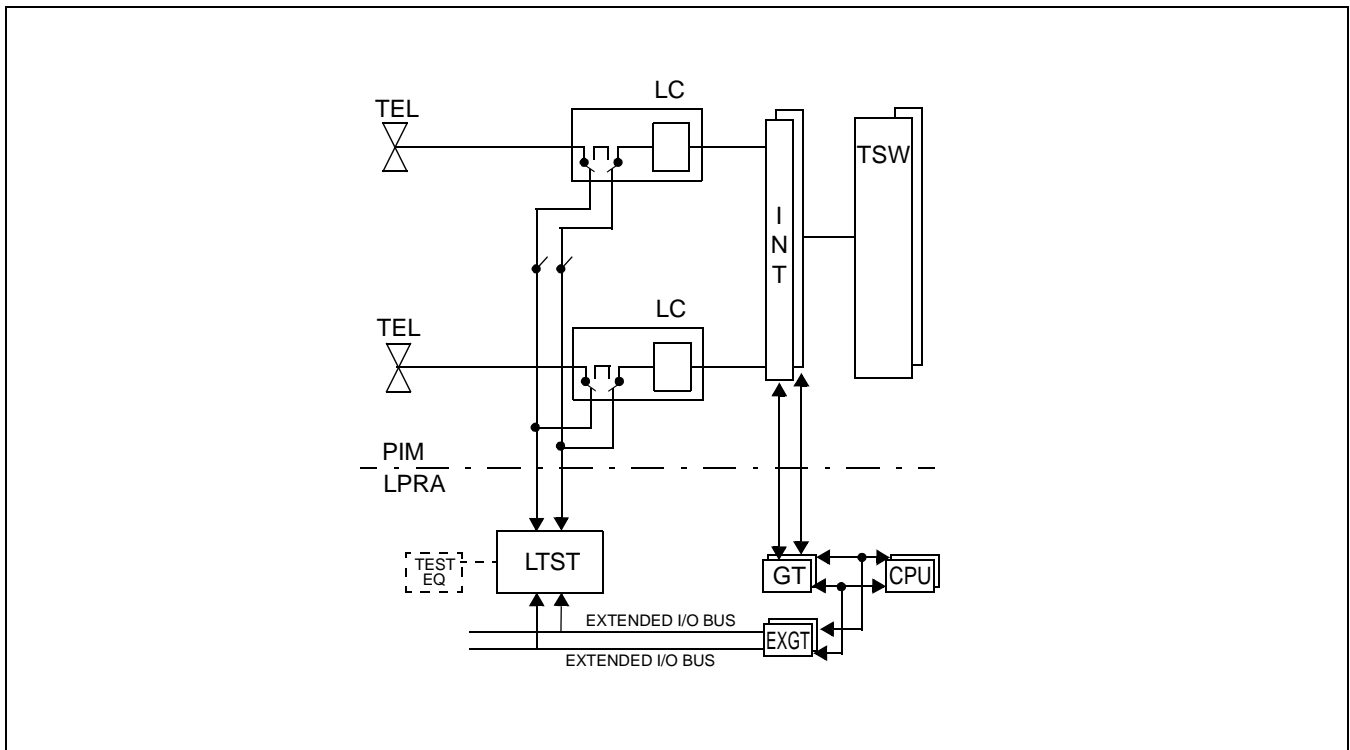 LC
TEL
TSW
I
N
T
LC
TEL
PIM
LPRA
TEST
EQ
LTST
GT
CPU
EXTENDED I/O BUS
EXGT
EXTENDED I/O BUS